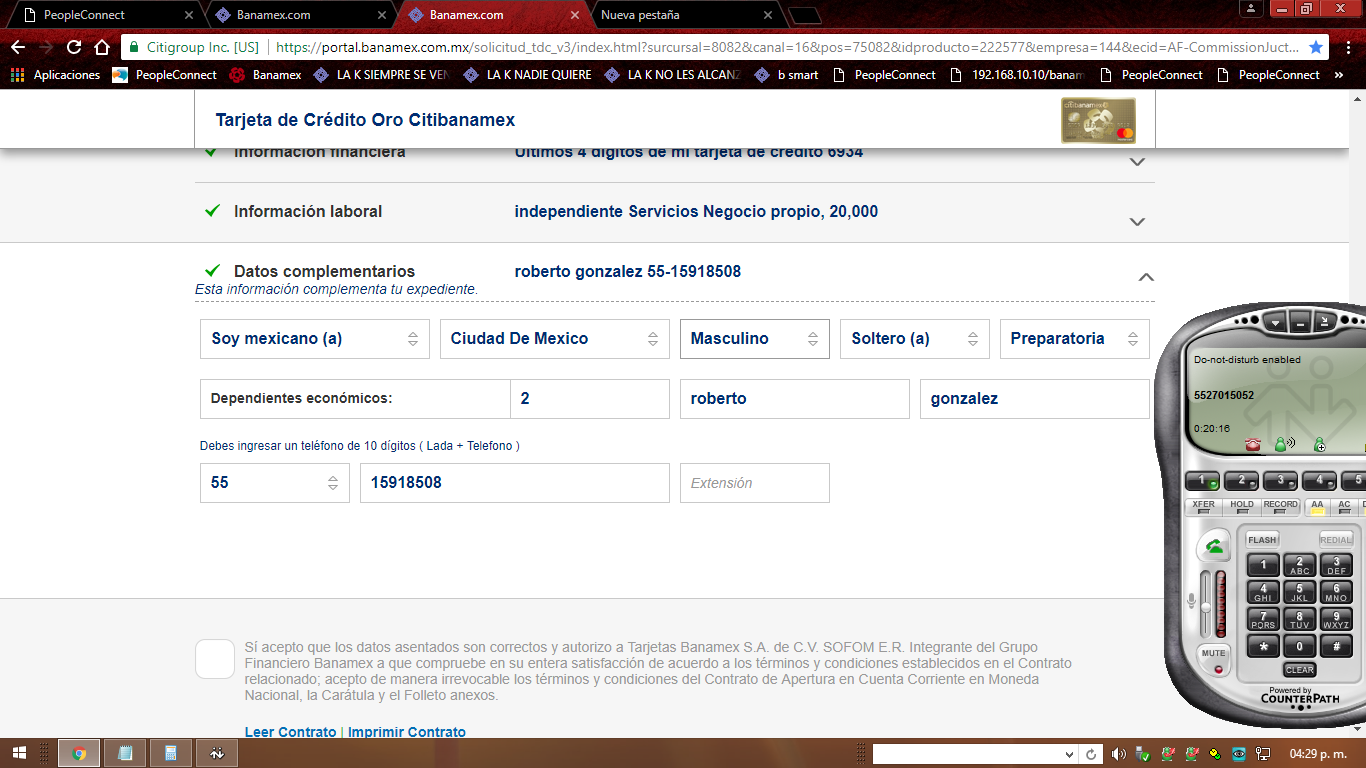 PeopleConnect
Banamex.com
Banamex.com
Nueva pestaña
Citigroup Inc. [US]
https://portal.banamex.com.mx/solicitud_tdc_v3/index.html?sursursal=8082&canal=16&pos=75082&idproducto=222577&empresa=144&ecid=AF-CommissionJuct...
Aplicaciones
PeopleConnect
Banamex
LA K SIEMPRE SE VEN
LA K NADIE QUIERE
LA K NO LES ALCANZ
b smart
PeopleConnect
192.168.10.10/banam
PeopleConnect
PeopleConnect
»
Tarjeta de Crédito Oro Citibanamex
citibanamex
Información financiera
Últimos 4 dígitos de mi tarjeta de crédito 6934
Información laboral
independiente Servicios Negocio propio, 20,000
Datos complementarios
roberto gonzalez 55-15918508
Esta información complementa tu expediente.
Soy mexicano (a)
Ciudad De Mexico
Masculino
Soltero (a)
Preparatoria
Dependientes económicos:
2
roberto
gonzalez
Debes ingresar un teléfono de 10 dígitos ( Lada + Telefono )
55
15918508
Extensión
Sí acepto que los datos asentados son correctos y autorizo a Tarjetas Banamex S.A. de C.V. SOFOM E.R. Integrante del Grupo
Financiero Banamex a que compruebe en su entera satisfacción de acuerdo a los términos y condiciones establecidos en el Contrato
relacionado; acepto de manera irrevocable los términos y condiciones del Contrato de Apertura en Cuenta Corriente en Moneda
Nacional, la Carátula y el Folleto anexos.
Leer Contrato | Imprimir Contrato
Do-not-disturb enabled
5527015052
0:20:16
1 2 3 4 5
XFER HOLD RECORD AA AC
FLASH REDIAL
1 2 ABC 3 DEF
4 GHI 5 JKL 6 MNO
7 PQRS 8 TUV 9 WXYZ
* 0 #
MUTE
CLEAR
Powered by
COUNTERPATH
04:29 p. m.